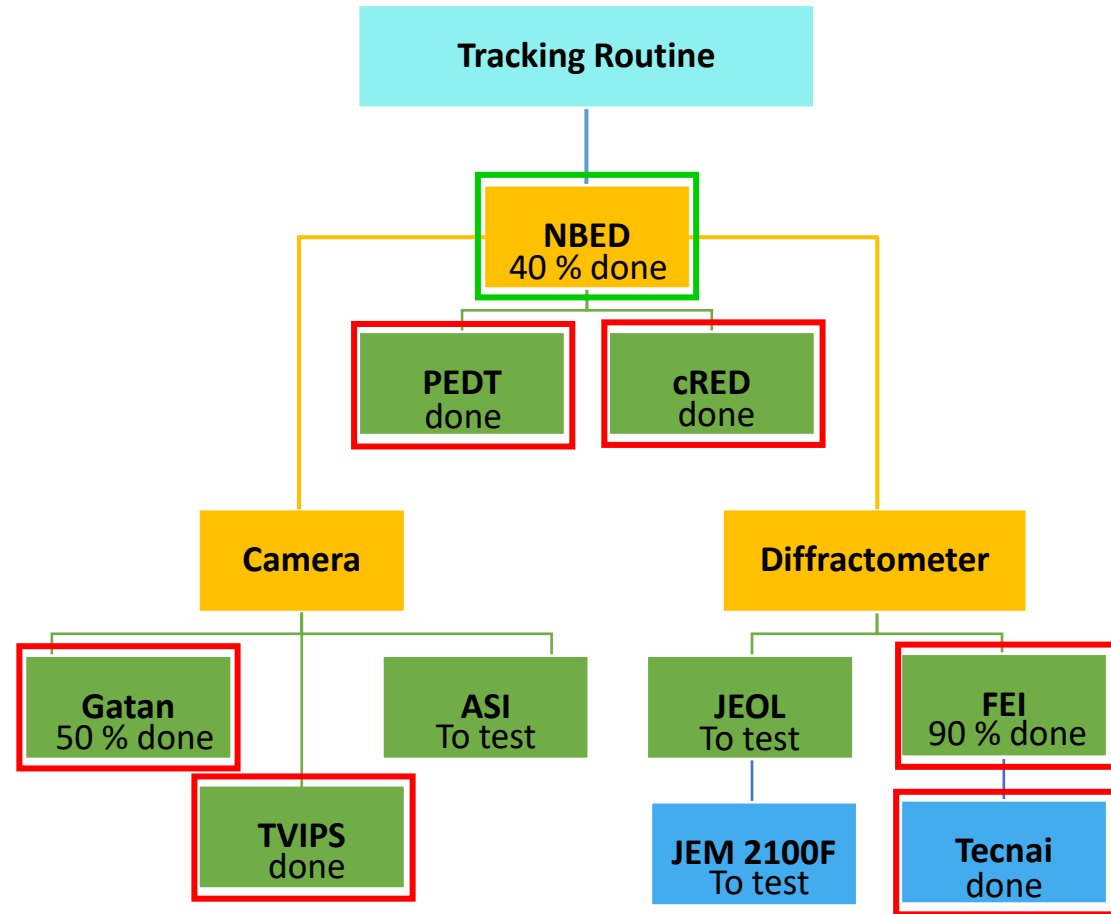 Tracking Routine
NBED
40 % done
PEDT
done
cRED
done
Camera
Diffractometer
Gatan
50 % done
ASI
To test
JEOL
To test
FEI
90 % done
TVIPS
done
JEM 2100F
To test
Tecnai
done